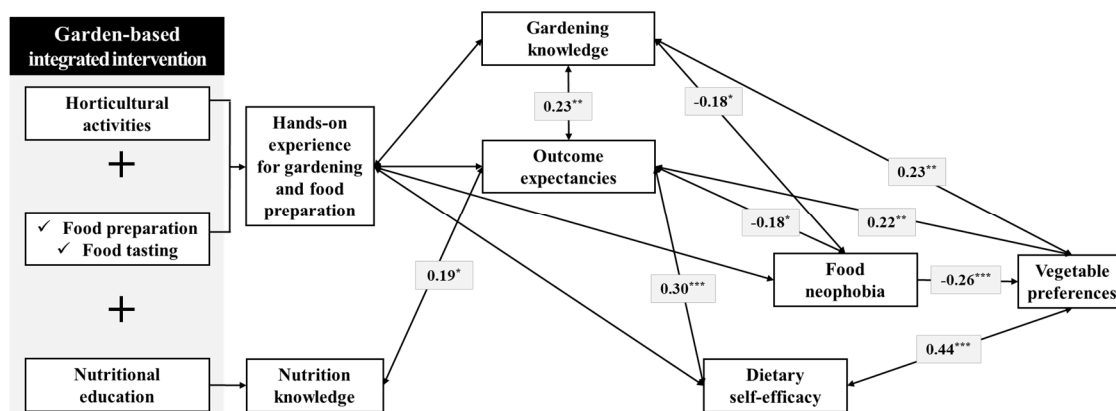 Garden-based
integrated intervention
Horticultural
activities
+
✓ Food preparation
✓ Food tasting
+
Nutritional
education
Hands-on
experience
for gardening
and food
preparation
Nutrition
knowledge
Gardening
knowledge
0.23**
Outcome
expectancies
0.19*
-0.18*
-0.18*
0.23**
0.22**
0.30***
Food
neophobia
-0.26***
Vegetable
preferences
0.44***
Dietary
self-efficacy